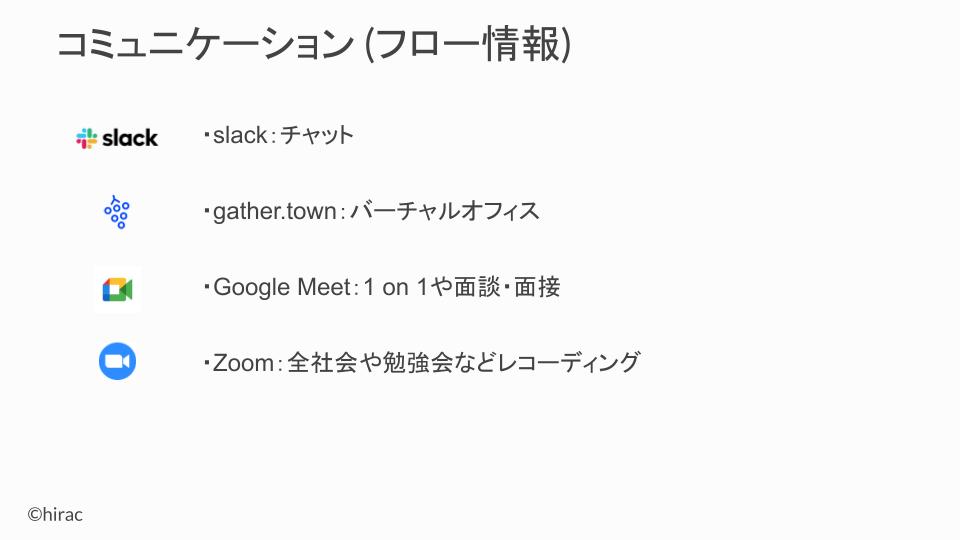 コミュニケーション (フロー情報)
slack ・slack：チャット
・gather.town：バーチャルオフィス
・Google Meet：1 on 1や面談・面接
・Zoom：全社会や勉強会などレコーディング
©hirac